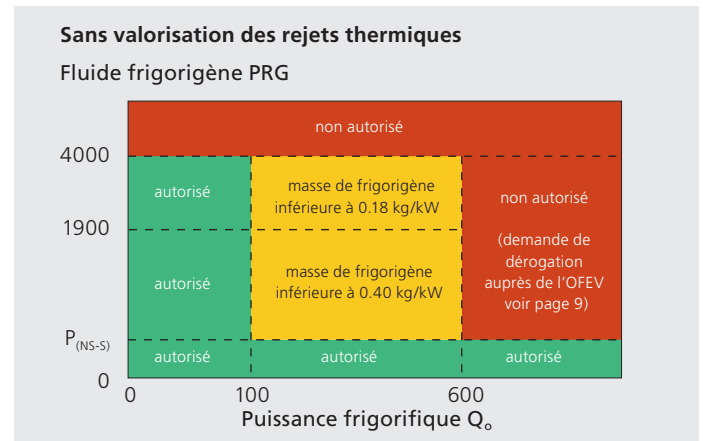 Sans valorisation des rejets thermiques
Fluide frigorigène PRG
non autorisé
4000
autorisé
masse de frigorigène
inférieure à 0.18 kg/kW
non autorisé
1900
(demande de
dérogation
auprès de l'OFEV
voir page 9)
autorisé
masse de frigorigène
inférieure à 0.40 kg/kW
P(NS-S)
autorisé
autorisé
autorisé
0
0
100
600
Puissance frigorifique Qo